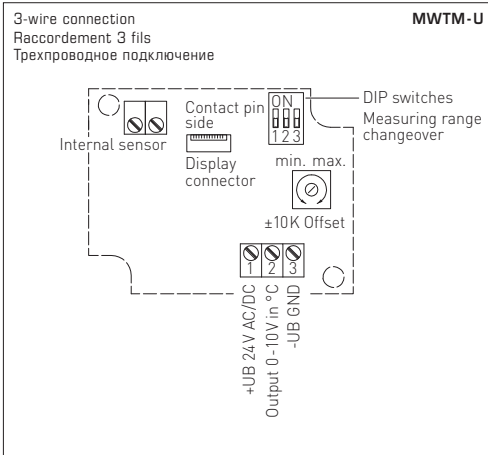 3-wire connection
Raccordement 3 fils
Трехпроводное подключение
MWTM-U
Internal sensor
Contact pin
side
Display
connector
ON
1 2 3
DIP switches
Measuring range
changeover
min. max.
±10K Offset
1 2 3
+UB 24V AC/DC
Output 0-10V in °C
-UB GND